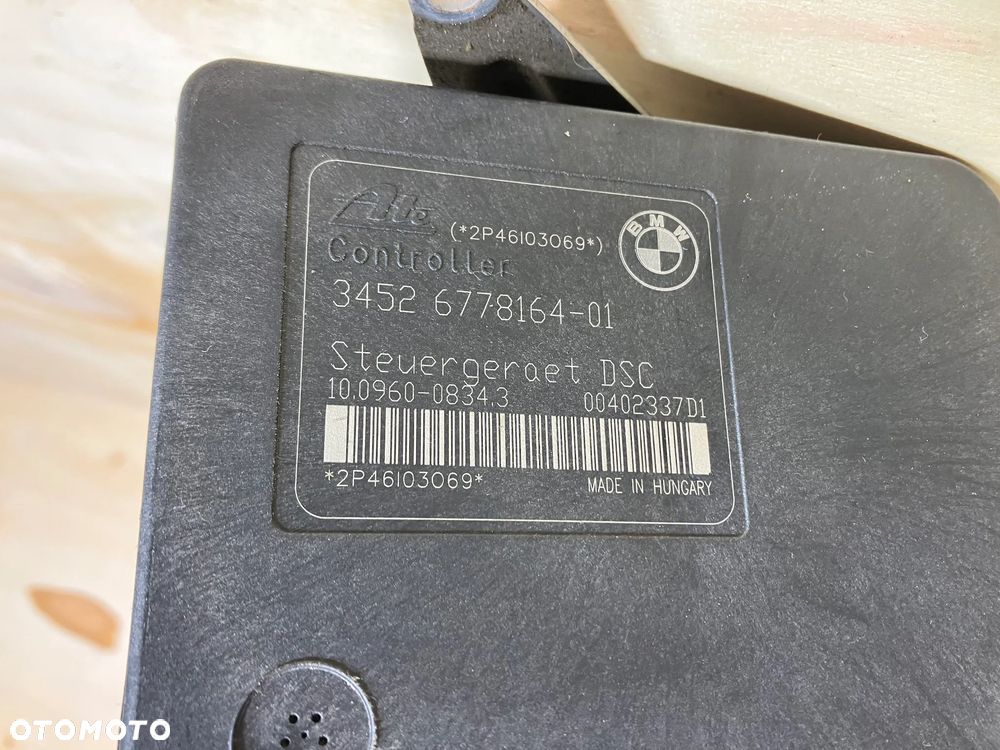 Ate
(*2P46I03069*)
BMW
Controller
3452 6778164-01
Steuergeraet DSC
10.0960-0834.3 00402337D1
*2P46I03069*
MADE IN HUNGARY
OTOMOTO